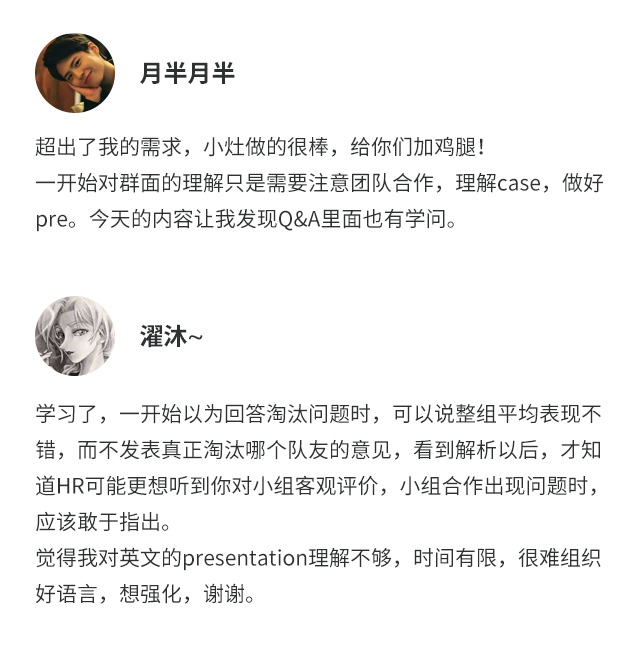 月半月半
超出了我的需求，小灶做的很棒，给你们加鸡腿！
一开始对群面的理解只是需要注意团队合作，理解case，做好
pre。今天的内容让我发现Q&A里面也有学问。
濯沐~
学习了，一开始以为回答淘汰问题时，可以说整组平均表现不
错，而不发表真正淘汰哪个队友的意见，看到解析以后，才知
道HR可能更想听到你对小组客观评价，小组合作出现问题时，
应该敢于指出。
觉得我对英文的presentation理解不够，时间有限，很难组织
好语言，想强化，谢谢。